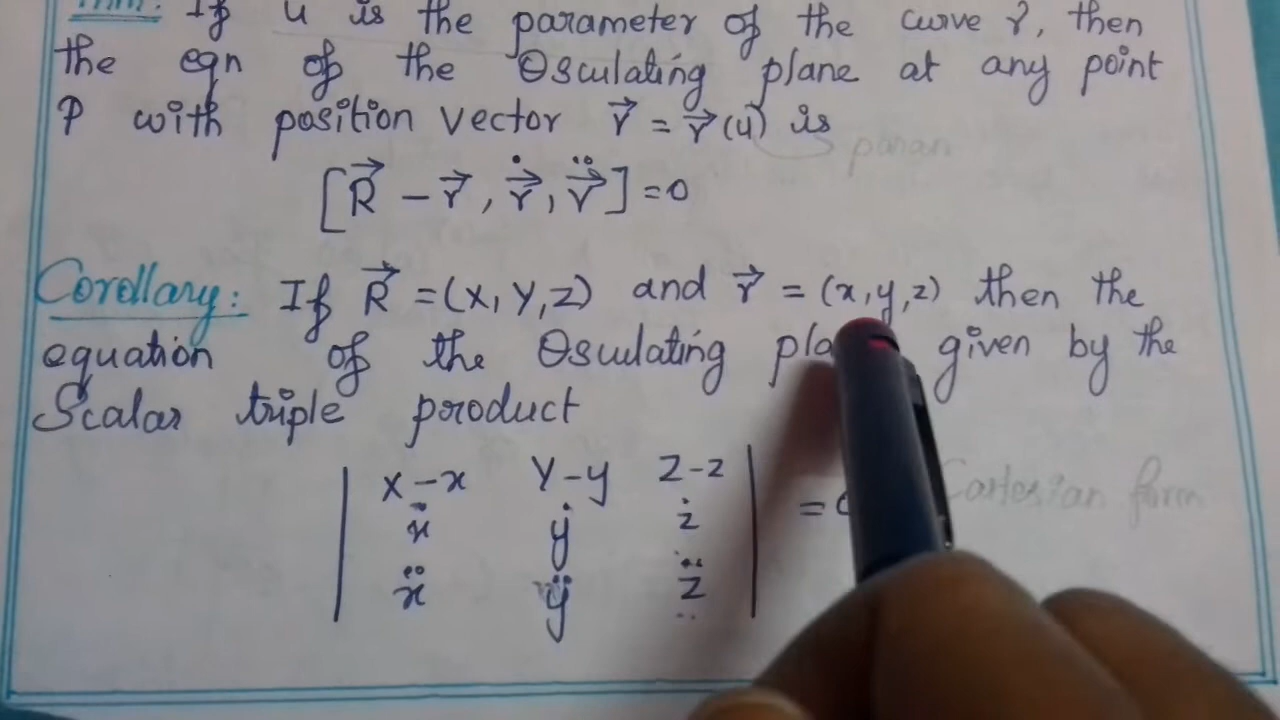 Thm: If u is the parameter of the curve γ, then
the eqn of the Osculating plane at any point
P with position vector r⃗ = r⃗(u) is
[R⃗ - r⃗, ṙ⃗, r̈⃗] = 0
Corollary: If R⃗ = (X, Y, Z) and r⃗ = (x, y, z) then the
equation of the Osculating given by the
Scalar triple product
| X-x Y-y Z-z |
| ẋ ẏ ż | =
| ẍ ÿ z̈ |
Cartesian form